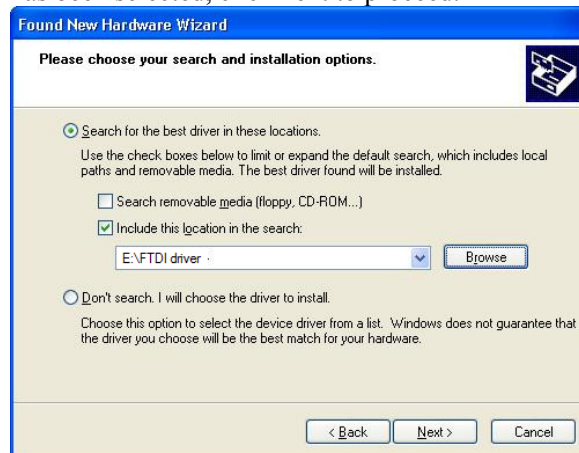 Found New Hardware Wizard
Please choose your search and installation options.
Search for the best driver in these locations.
Use the check boxes below to limit or expand the default search, which includes local
paths and removable media. The best driver found will be installed.
Search removable media (floppy, CD-ROM...)
Include this location in the search:
E:\FTDI driver
Browse
Don't search. I will choose the driver to install.
Choose this option to select the device driver from a list. Windows does not guarantee that
the driver you choose will be the best match for your hardware.
< Back Next > Cancel